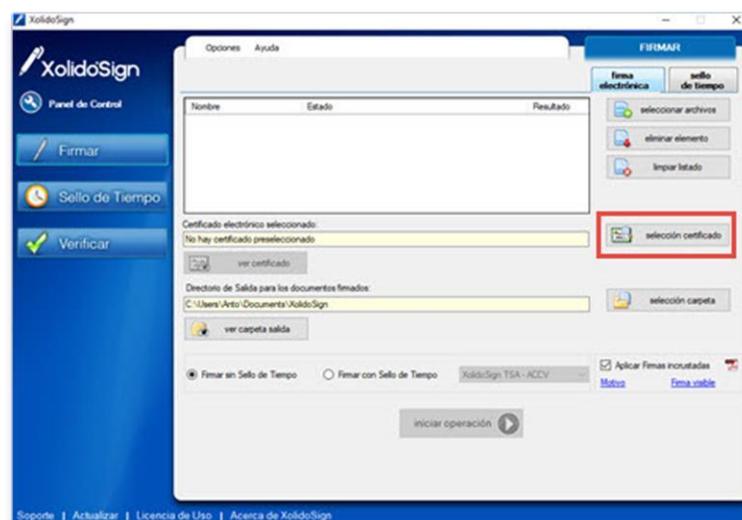 XolidoSign
XolidoSign
Panel de Control
Firmar
Sello de Tiempo
Verificar
Opciones Ayuda
FIRMAR
firma electrónica
sello de tiempo
Nombre Estado Resultado
seleccionar archivos
eliminar elemento
limpiar listado
Certificado electrónico seleccionado:
No hay certificado preseleccionado
selección certificado
ver certificado
Directorio de Salida para los documentos firmados:
C:\Users\Anto\Documents\XolidoSign
selección carpeta
ver carpeta salida
Firmar sin Sello de Tiempo Firmar con Sello de Tiempo XolidoSign TSA - ACCV
Aplicar Firmas incrustadas
Motivo Firma visible
iniciar operación
Soporte | Actualizar | Licencia de Uso | Acerca de XolidoSign